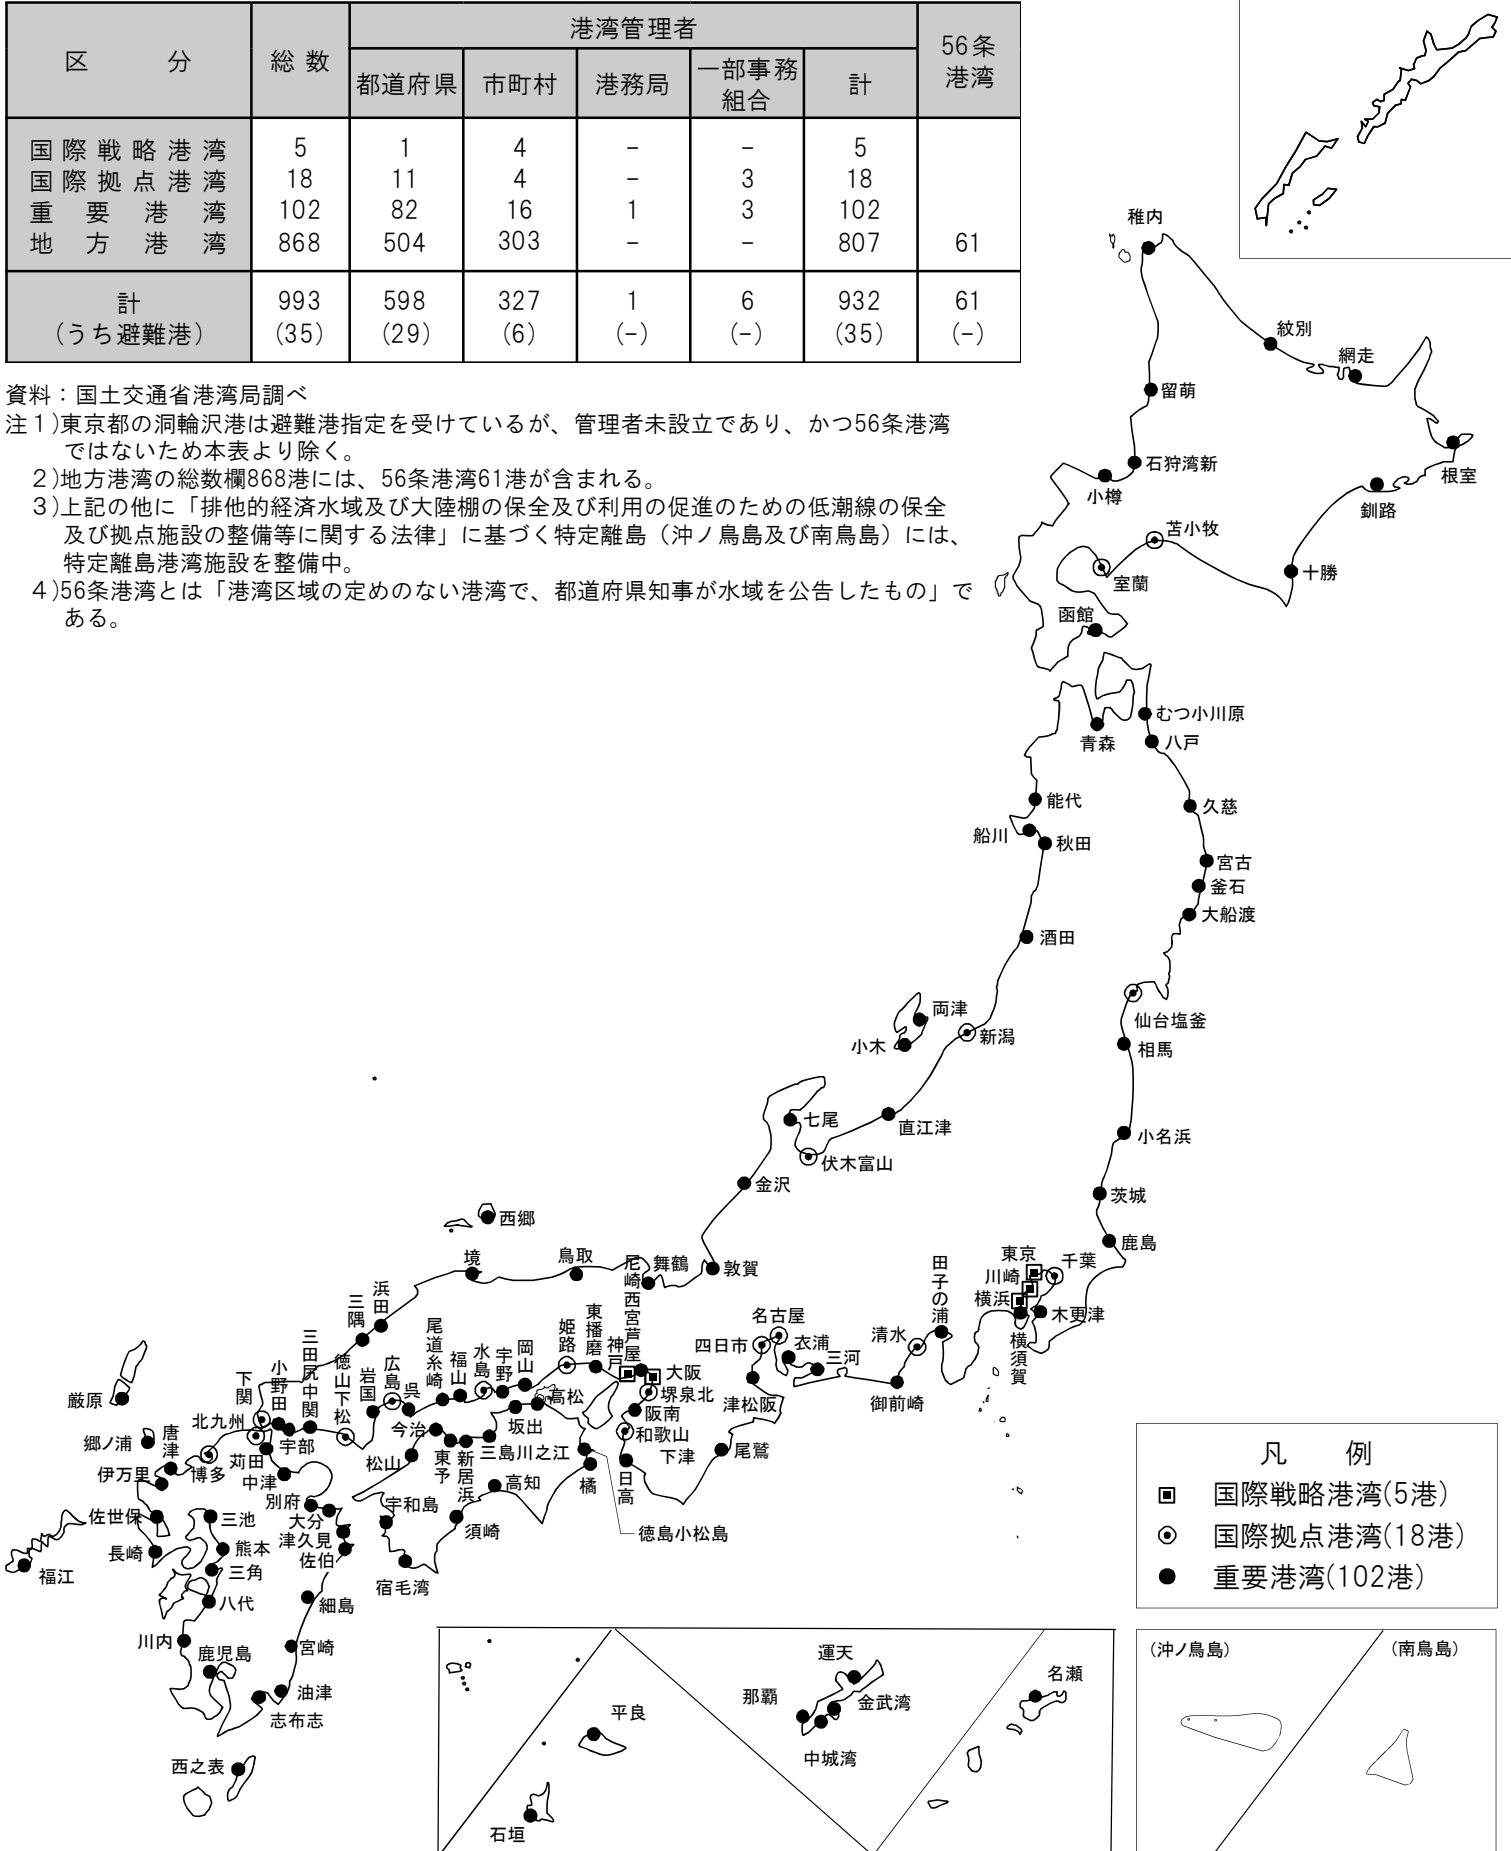 区　分 総数 港湾管理者 56条港湾
都道府県 市町村 港務局 一部事務組合 計
国際戦略港湾 5 1 4 － － 5
国際拠点港湾 18 11 4 － 3 18
重要港湾 102 82 16 1 3 102
地方港湾 868 504 303 － － 807 61
計 993 598 327 1 6 932 61
(うち避難港) (35) (29) (6) (－) (－) (35) (－)
資料：国土交通省港湾局調べ
注１)東京都の洞輪沢港は避難港指定を受けているが、管理者未設立であり、かつ56条港湾
ではないため本表より除く。
２)地方港湾の総数欄868港には、56条港湾61港が含まれる。
３)上記の他に「排他的経済水域及び大陸棚の保全及び利用の促進のための低潮線の保全
及び拠点施設の整備等に関する法律」に基づく特定離島（沖ノ鳥島及び南鳥島）には、
特定離島港湾施設を整備中。
４)56条港湾とは「港湾区域の定めのない港湾で、都道府県知事が水域を公告したもの」で
ある。
稚内
紋別
網走
留萌
根室
石狩湾新
小樽
釧路
苫小牧
十勝
室蘭
函館
むつ小川原
青森
八戸
能代
久慈
船川
秋田
宮古
釜石
大船渡
酒田
両津
仙台塩釜
新潟
小木
相馬
七尾
直江津
小名浜
伏木富山
金沢
茨城
西郷
鹿島
境
鳥取
尼崎西宮芦屋
舞鶴
敦賀
田子の浦
東京
千葉
川崎
横浜
木更津
横須賀
浜田
三隅
三田尻中関
小野田
下関
徳山下松
岩国
広島
呉
尾道糸崎
福山
水島
宇野
岡山
姫路
東播磨
神戸
大阪
堺泉北
阪南
和歌山
名古屋
四日市
衣浦
三河
清水
御前崎
津松阪
尾鷲
下津
日高
厳原
郷ノ浦
唐津
北九州
博多
苅田
宇部
中津
伊万里
今治
松山
東予
新居浜
三島川之江
坂出
高松
高知
橘
徳島小松島
須崎
宇和島
宿毛湾
別府
大分
津久見
佐伯
佐世保
三池
長崎
熊本
三角
福江
八代
細島
川内
宮崎
鹿児島
油津
志布志
西之表
凡　例
国際戦略港湾(5港)
国際拠点港湾(18港)
重要港湾(102港)
平良
石垣
運天
那覇
金武湾
中城湾
名瀬
(沖ノ鳥島)
(南鳥島)